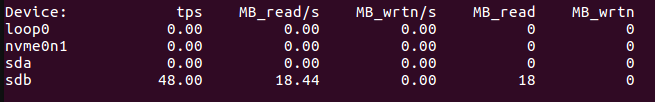 Device: tps MB_read/s MB_wrtn/s MB_read MB_wrtn
loop0 0.00 0.00 0.00 0 0
nvme0n1 0.00 0.00 0.00 0 0
sda 0.00 0.00 0.00 0 0
sdb 48.00 18.44 0.00 18 0